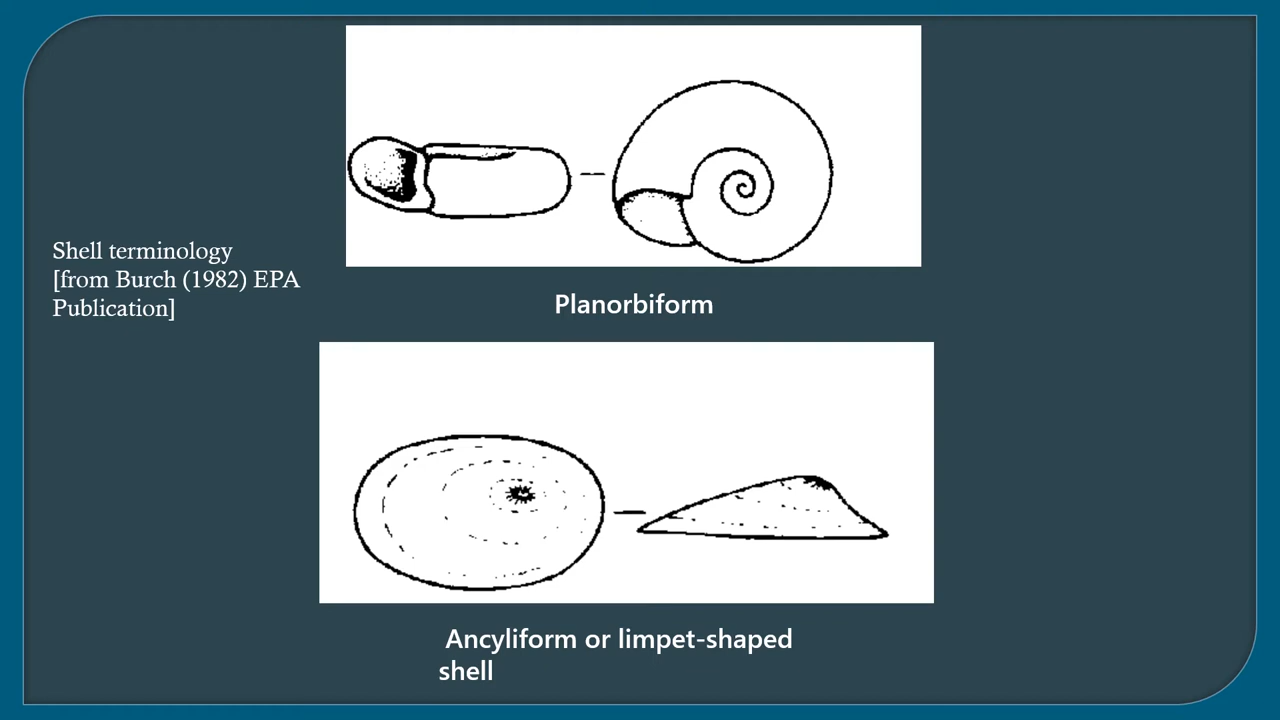 Shell terminology
[from Burch (1982) EPA
Publication]
Planorbiform
Ancyliform or limpet-shaped
shell